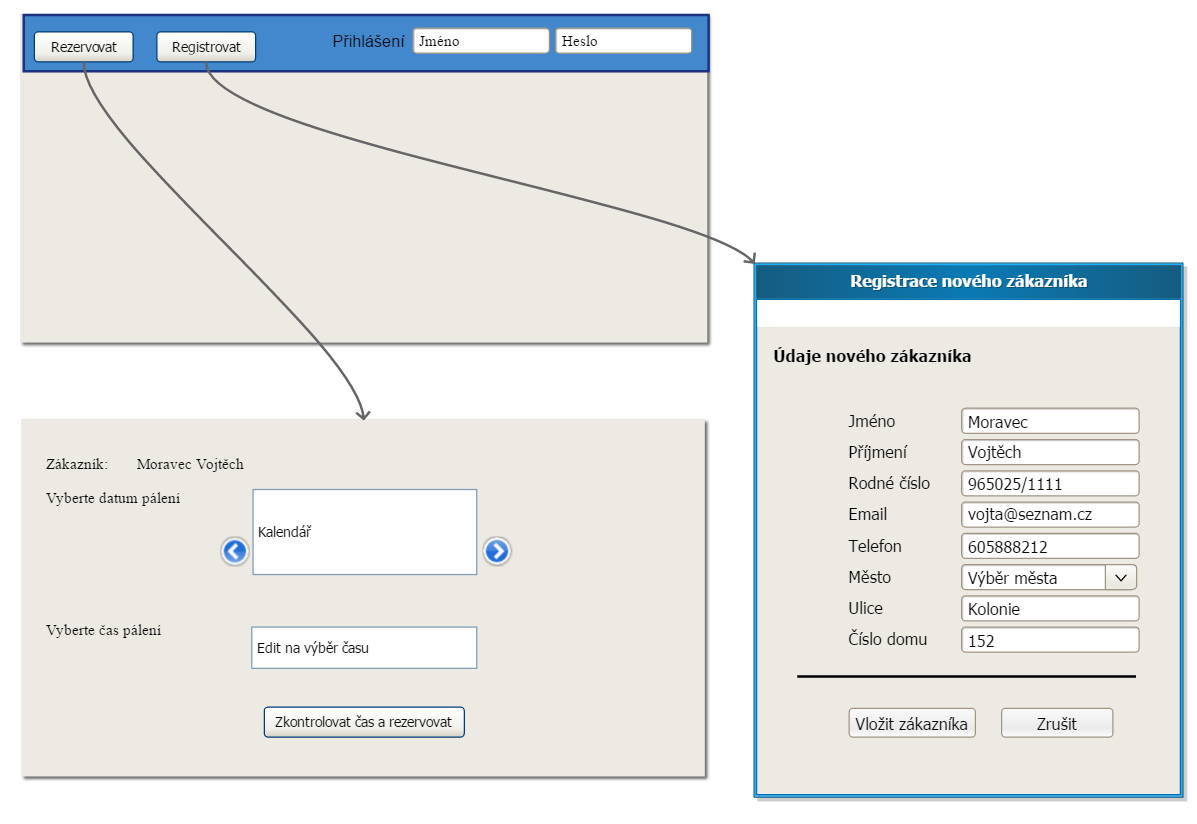 Rezervovat Registrovat Přihlášení Jméno Heslo
Zákazník: Moravec Vojtěch
Vyberte datum pálení
Kalendář
Vyberte čas pálení
Edit na výběr času
Zkontrolovat čas a rezervovat
Registrace nového zákazníka
Údaje nového zákazníka
Jméno Moravec
Příjmení Vojtěch
Rodné číslo 965025/1111
Email vojta@seznam.cz
Telefon 605888212
Město Výběr města
Ulice Kolonie
Číslo domu 152
Vložit zákazníka Zrušit